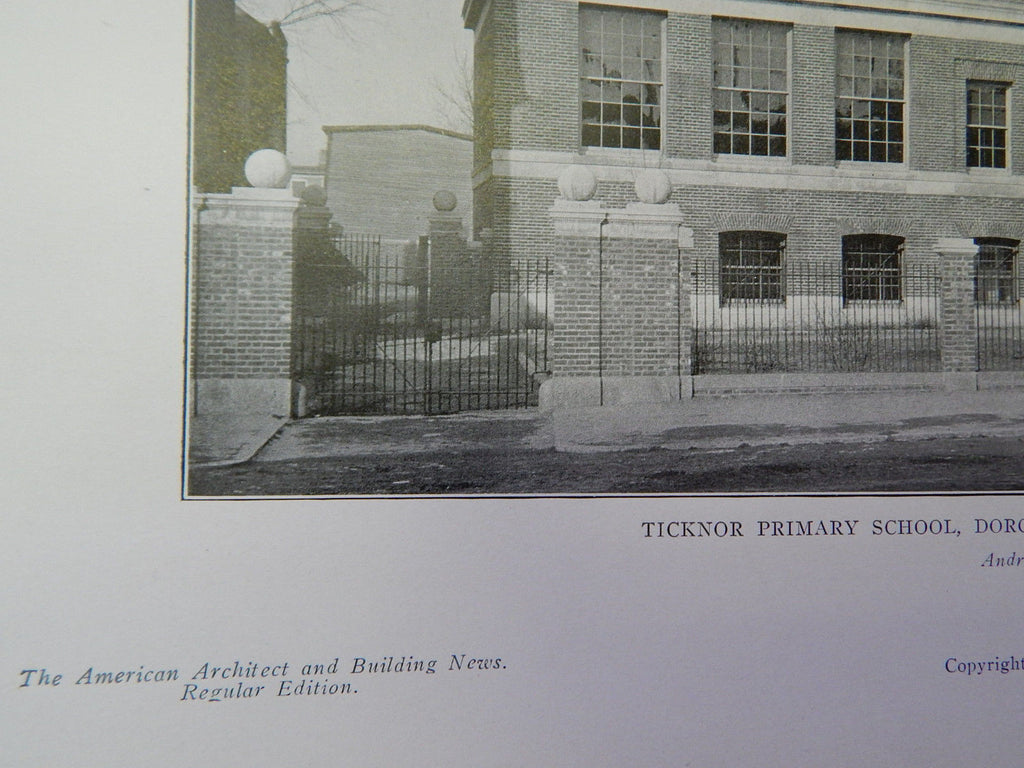 TICKNOR PRIMARY SCHOOL, DORC
Andr
The American Architect and Building News.
Regular Edition.
Copyright